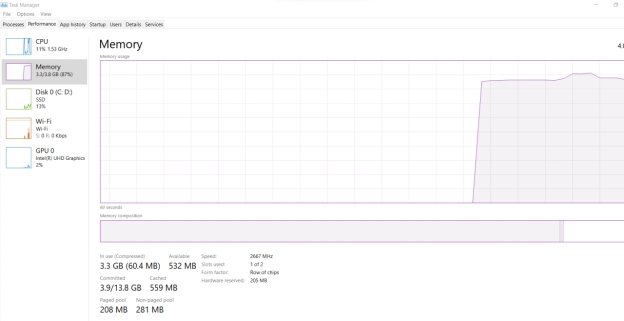 Task Manager
File Options View
Processes Performance App history Startup Users Details Services
CPU
11% 1.53 GHz
Memory
3.3/3.8 GB (87%)
Disk 0 (C: D:)
SSD
13%
Wi-Fi
Wi-Fi
S: 0 R: 0 Kbps
GPU 0
Intel(R) UHD Graphics
2%
Memory
4.
Memory usage
60 seconds
Memory composition
In use (Compressed) Available
3.3 GB (60.4 MB) 532 MB
Committed Cached
3.9/13.8 GB 559 MB
Paged pool Non-paged pool
208 MB 281 MB
Speed: 2667 MHz
Slots used: 1 of 2
Form factor: Row of chips
Hardware reserved: 205 MB